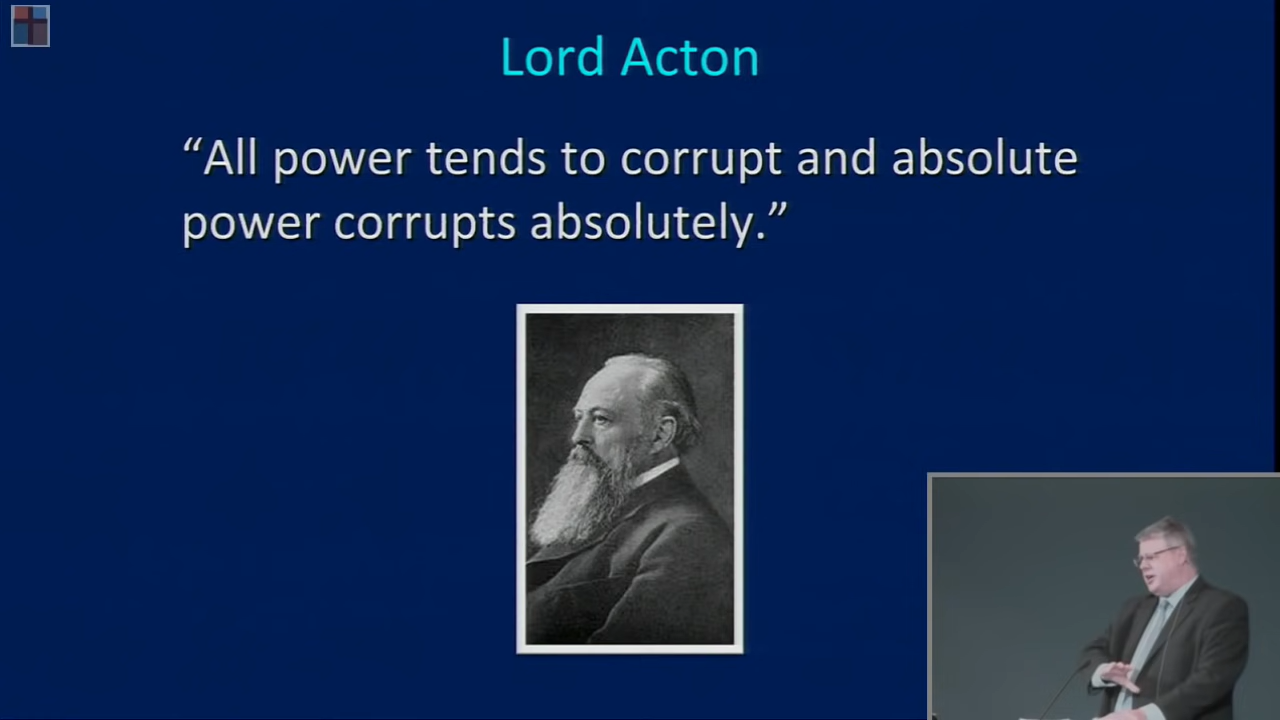 Lord Acton
“All power tends to corrupt and absolute
power corrupts absolutely.”